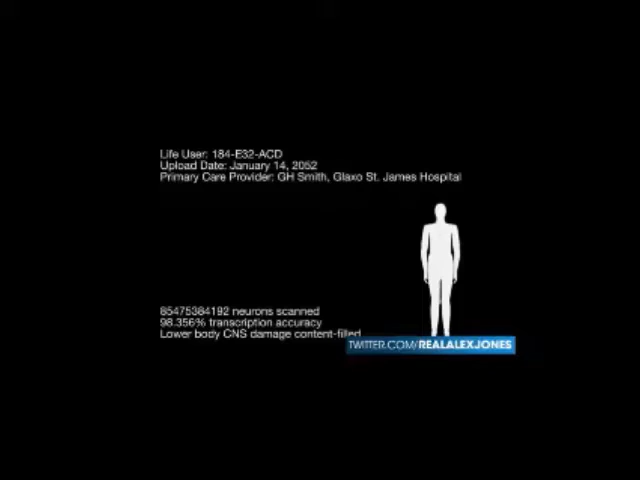 Life User: 184-E32-ACD
Upload Date: January 14, 2052
Primary Care Provider: GH Smith, Glaxo St. James Hospital
85475384192 neurons scanned
98.356% transcription accuracy
Lower body CNS damage content-filled
TWITTER.COM/REALALEXJONES